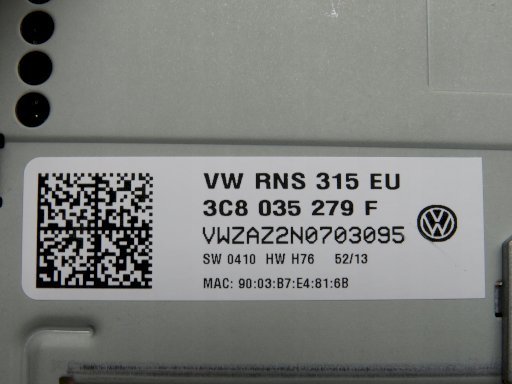 VW RNS 315 EU
3C8 035 279 F
VWZAZ2N0703095
SW 0410 HW H76 52/13
MAC: 90:03:B7:E4:81:6B